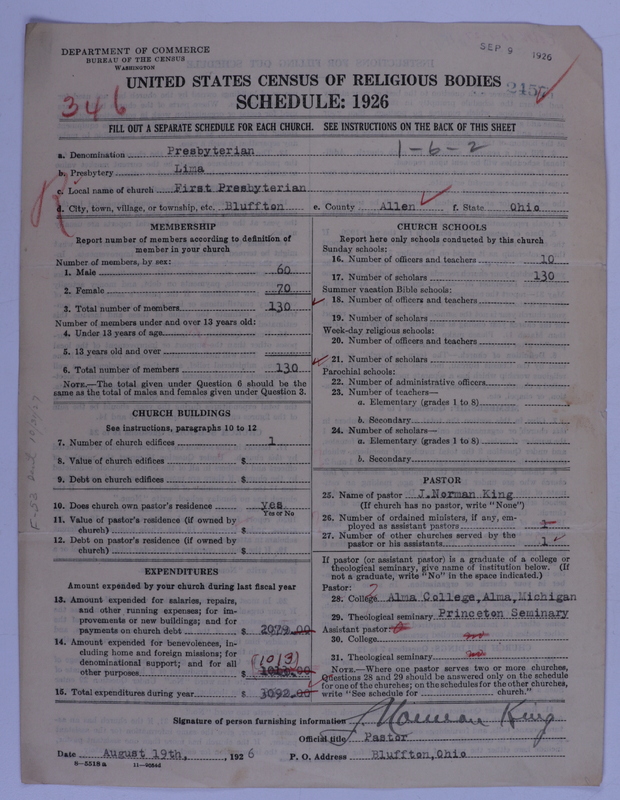 DEPARTMENT OF COMMERCE
BUREAU OF THE CENSUS
WASHINGTON
SEP 9 1926
UNITED STATES CENSUS OF RELIGIOUS BODIES
SCHEDULE: 1926
346
FILL OUT A SEPARATE SCHEDULE FOR EACH CHURCH. SEE INSTRUCTIONS ON THE BACK OF THIS SHEET
1-6-2
a. Denomination Presbyterian
b. Presbytery Lima
c. Local name of church First Presbyterian
d. City, town, village, or township, etc. Bluffton e. County Allen f. State Ohio
MEMBERSHIP
Report number of members according to definition of
member in your church
Number of members, by sex:
1. Male 60
2. Female 70
3. Total number of members 130
Number of members under and over 13 years old:
4. Under 13 years of age
5. 13 years old and over
6. Total number of members 130
NOTE.—The total given under Question 6 should be the
same as the total of males and females given under Question 3.
CHURCH BUILDINGS
See instructions, paragraphs 10 to 12
7. Number of church edifices 1
8. Value of church edifices $
9. Debt on church edifices $
10. Does church own pastor's residence yes
Yes or No
11. Value of pastor's residence (if owned by
church) $
12. Debt on pastor's residence (if owned by
church) $
EXPENDITURES
Amount expended by your church during last fiscal year
13. Amount expended for salaries, repairs,
and other running expenses; for im-
provements or new buildings; and for
payments on church debt $ 2079.00
14. Amount expended for benevolences, in-
cluding home and foreign missions; for
denominational support; and for all
other purposes $ (1013)
15. Total expenditures during year $ 3092.00
CHURCH SCHOOLS
Report here only schools conducted by this church
Sunday schools:
16. Number of officers and teachers 10
17. Number of scholars 130
Summer vacation Bible schools:
18. Number of officers and teachers
19. Number of scholars
Week-day religious schools:
20. Number of officers and teachers
21. Number of scholars
Parochial schools:
22. Number of administrative officers
23. Number of teachers—
a. Elementary (grades 1 to 8)
b. Secondary
24. Number of scholars—
a. Elementary (grades 1 to 8)
b. Secondary
PASTOR
25. Name of pastor J.Norman King
(If church has no pastor, write "None")
26. Number of ordained ministers, if any, em-
ployed as assistant pastors 1
27. Number of other churches served by the
pastor or his assistants 1
If pastor (or assistant pastor) is a graduate of a college or
theological seminary, give name of institution below. (If
not a graduate, write "No" in the space indicated.)
Pastor:
28. College Alma College,Alma,Michigan
29. Theological seminary Princeton Seminary
Assistant pastor:
30. College no
31. Theological seminary no
NOTE.—Where one pastor serves two or more churches,
Questions 28 and 29 should be answered only on the schedule
for one of the churches; on the schedules for the other churches,
write "See schedule for church."
Signature of person furnishing information J. Norman King
Official title Pastor
Date August 19th, , 1926 P. O. Address Bluffton,Ohio
8-5518a